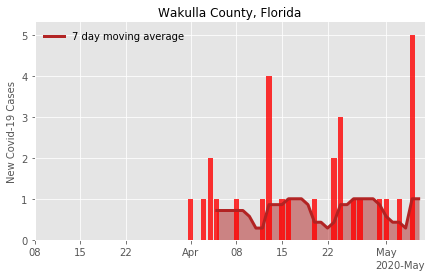 Wakulla County, Florida
7 day moving average
New Covid-19 Cases
5
4
3
2
1
0
08 15 22 Apr 08 15 22 May
2020-May